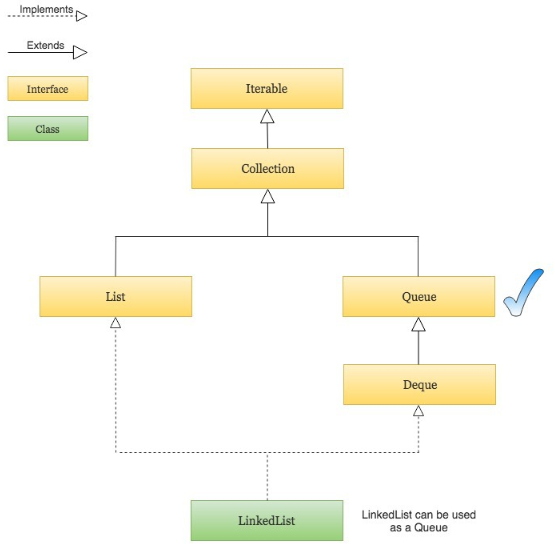 Implements
Extends
Interface
Class
Iterable
Collection
List
Queue
Deque
LinkedList
LinkedList can be used
as a Queue